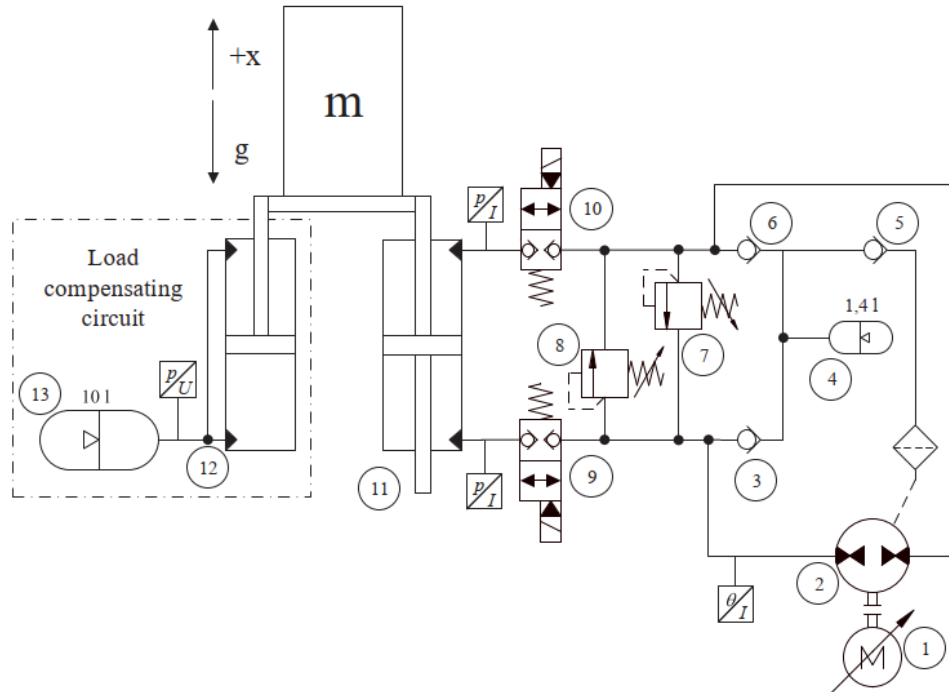 +x
g
m
Load
compensating
circuit
p
U
13
10 l
12
11
p
I
p
I
10
9
8
7
6
5
1,4 l
4
3
θ
I
2
M
1